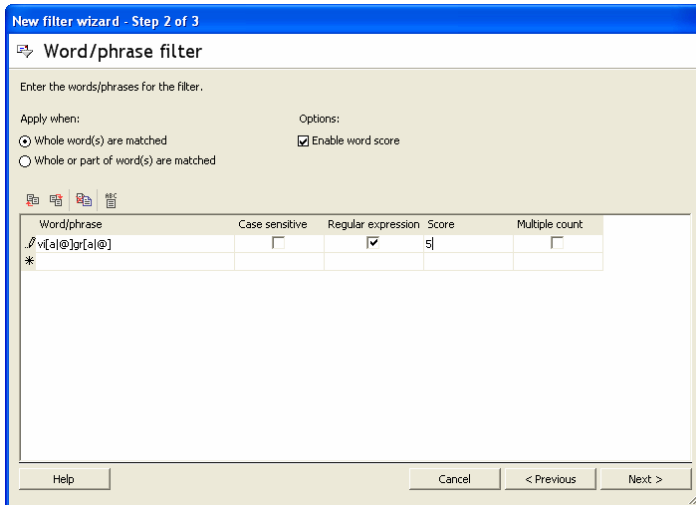 New filter wizard - Step 2 of 3
Word/phrase filter
Enter the words/phrases for the filter.
Apply when: Options:
Whole word(s) are matched Enable word score
Whole or part of word(s) are matched
ABC
Word/phrase Case sensitive Regular expression Score Multiple count
vi[a|@]gr[a|@] 5
Help Cancel < Previous Next >